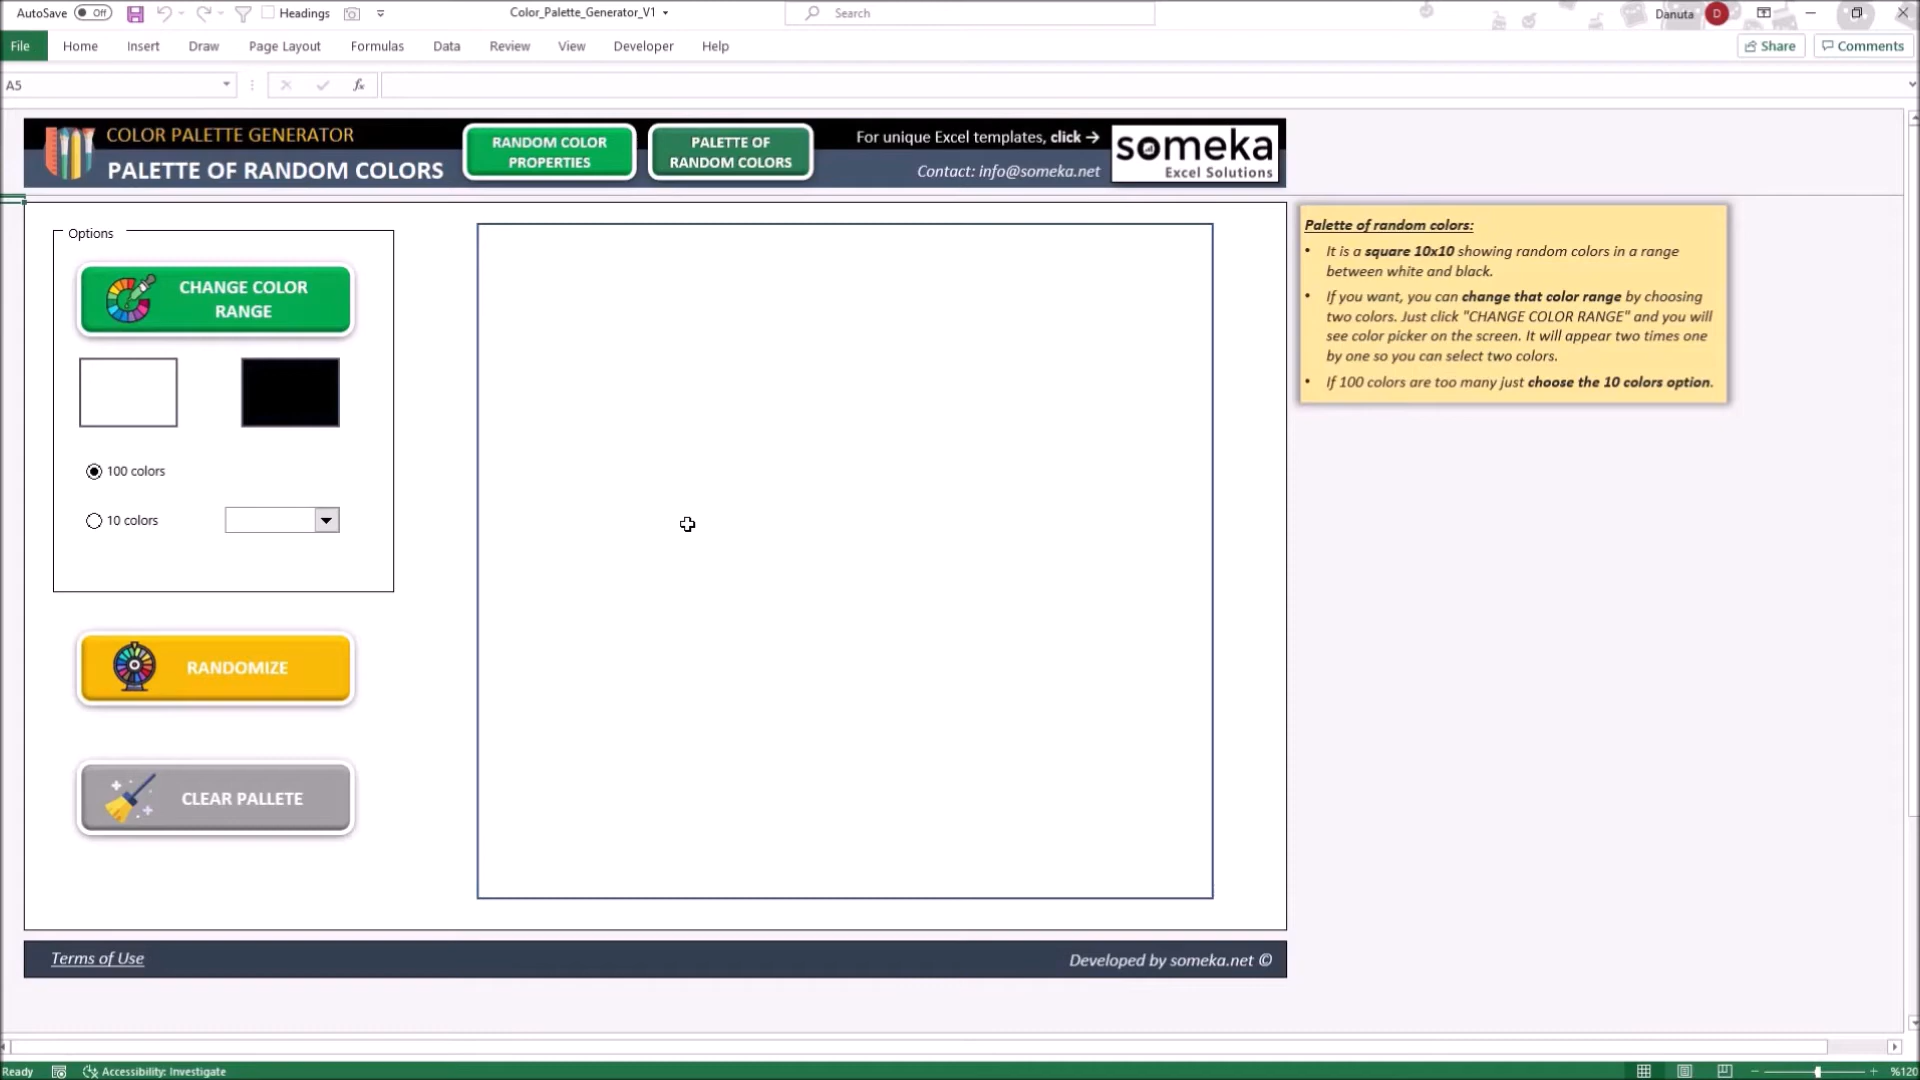 AutoSave Off Headings Color_Palette_Generator_V1 Search Danuta D
File Home Insert Draw Page Layout Formulas Data Review View Developer Help Share Comments
A5 fx
COLOR PALETTE GENERATOR
PALETTE OF RANDOM COLORS
RANDOM COLOR
PROPERTIES
PALETTE OF
RANDOM COLORS
For unique Excel templates, click →
Contact: info@someka.net
someka
Excel Solutions
Options
CHANGE COLOR
RANGE
100 colors
10 colors
RANDOMIZE
CLEAR PALLETE
Palette of random colors:
• It is a square 10x10 showing random colors in a range
between white and black.
• If you want, you can change that color range by choosing
two colors. Just click "CHANGE COLOR RANGE" and you will
see color picker on the screen. It will appear two times one
by one so you can select two colors.
• If 100 colors are too many just choose the 10 colors option.
Terms of Use
Developed by someka.net ©
Ready Accessibility: Investigate %120